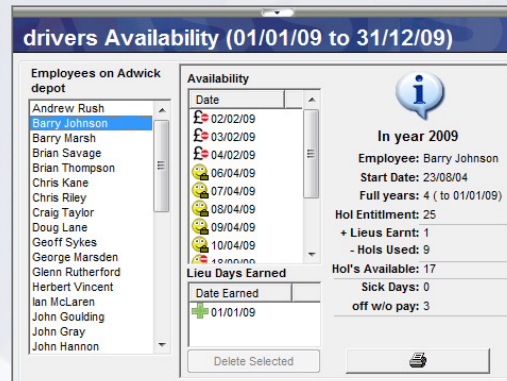 drivers Availability (01/01/09 to 31/12/09)
Employees on Adwick
depot
Andrew Rush
Barry Johnson
Barry Marsh
Brian Savage
Brian Thompson
Chris Kane
Chris Riley
Craig Taylor
Doug Lane
Geoff Sykes
George Marsden
Glenn Rutherford
Herbert Vincent
Ian McLaren
John Goulding
John Gray
John Hannon
Availability
Date
£ 02/02/09
£ 03/02/09
£ 04/02/09
06/04/09
07/04/09
08/04/09
09/04/09
10/04/09
Lieu Days Earned
Date Earned
01/01/09
Delete Selected
In year 2009
Employee: Barry Johnson
Start Date: 23/08/04
Full years: 4 ( to 01/01/09)
Hol Entitlment: 25
+ Lieus Earnt: 1
- Hols Used: 9
Hol's Available: 17
Sick Days: 0
off w/o pay: 3